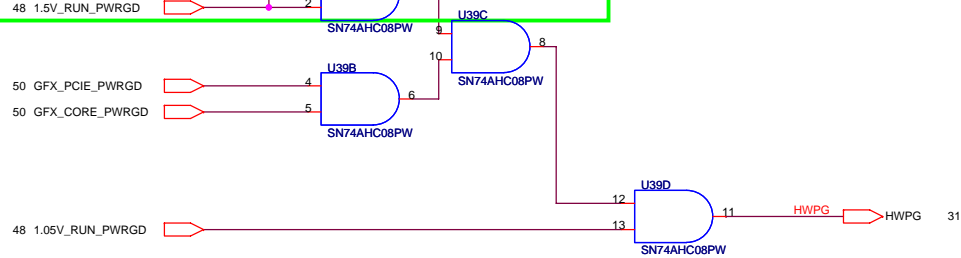 48 1.5V_RUN_PWRGD
2
SN74AHC08PW
U39C
9
10
8
SN74AHC08PW
U39B
50 GFX_PCIE_PWRGD
4
6
50 GFX_CORE_PWRGD
5
SN74AHC08PW
U39D
12
11
HWPG
HWPG 31
48 1.05V_RUN_PWRGD
13
SN74AHC08PW